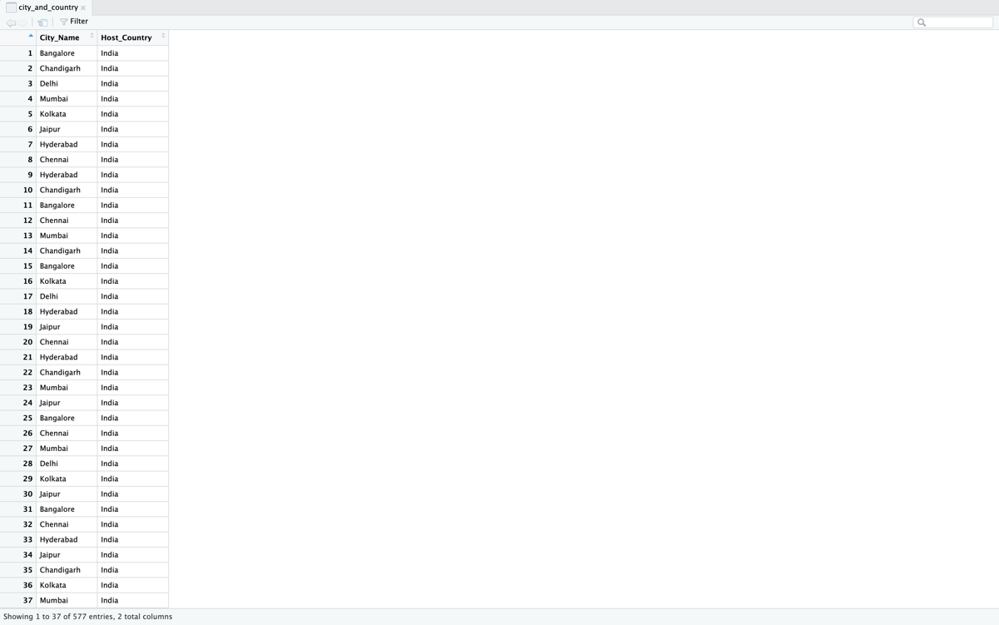 city_and_country
Filter
City_Name Host_Country
1 Bangalore India
2 Chandigarh India
3 Delhi India
4 Mumbai India
5 Kolkata India
6 Jaipur India
7 Hyderabad India
8 Chennai India
9 Hyderabad India
10 Chandigarh India
11 Bangalore India
12 Chennai India
13 Mumbai India
14 Chandigarh India
15 Bangalore India
16 Kolkata India
17 Delhi India
18 Hyderabad India
19 Jaipur India
20 Chennai India
21 Hyderabad India
22 Chandigarh India
23 Mumbai India
24 Jaipur India
25 Bangalore India
26 Chennai India
27 Mumbai India
28 Delhi India
29 Kolkata India
30 Jaipur India
31 Bangalore India
32 Chennai India
33 Hyderabad India
34 Jaipur India
35 Chandigarh India
36 Kolkata India
37 Mumbai India
Showing 1 to 37 of 577 entries, 2 total columns